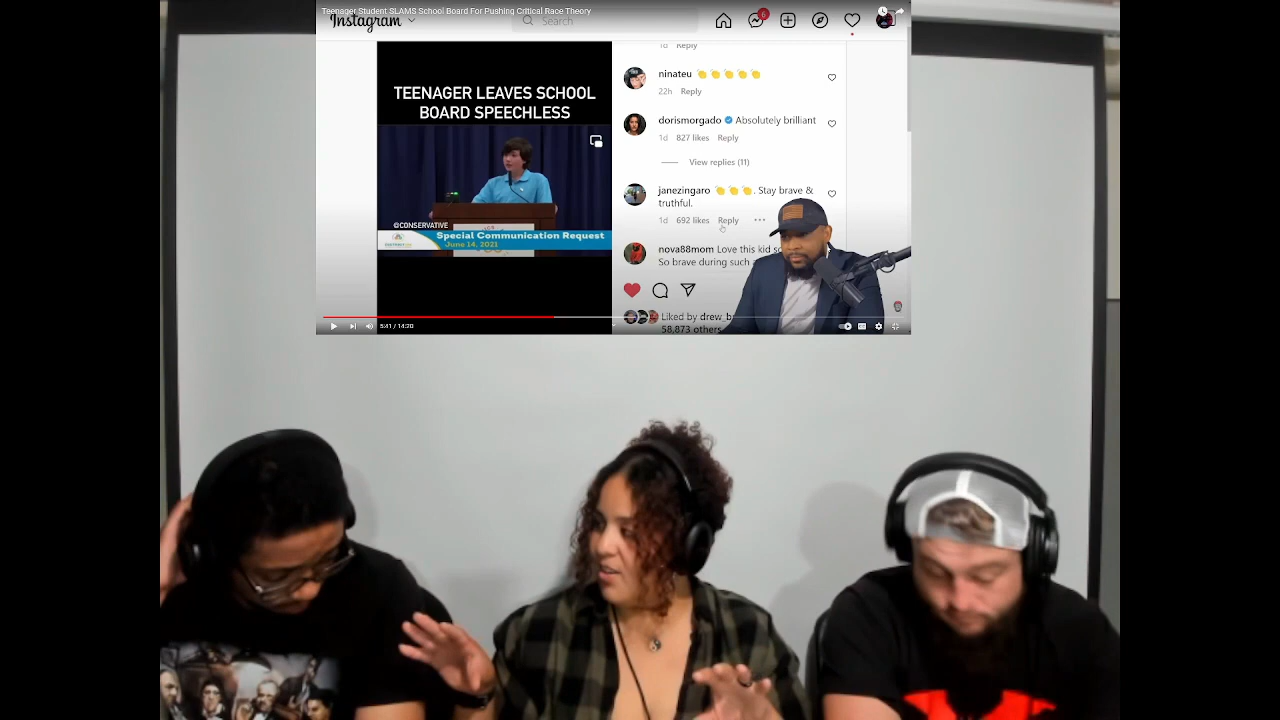 Teenager Student SLAMS School Board For Pushing Critical Race Theory
Instagram
Search
6
1d Reply
TEENAGER LEAVES SCHOOL
BOARD SPEECHLESS
ninateu
22h Reply
dorismorgado Absolutely brilliant
1d 827 likes Reply
View replies (11)
janezingaro . Stay brave &
truthful.
1d 692 likes Reply
@CONSERVATIVE
Special Communication Request
June 14, 2021
nova88mom Love this kid
So brave during such
Liked by
58,873 others
5:41 / 14:20